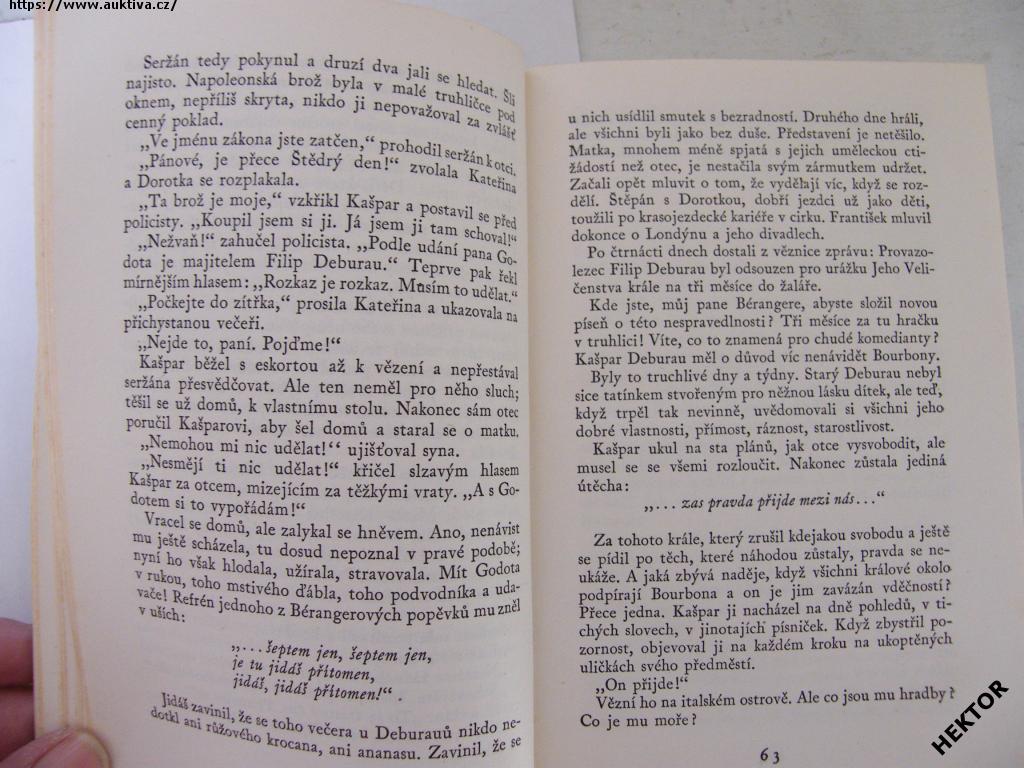 https://www.auktiva.cz/
Seržán tedy pokynul a druzí dva jali se hledat. Šli
najisto. Napoleonská brož byla v malé truhličce pod
oknem, nepříliš skryta, nikdo ji nepovažoval za zvlášť
cenný poklad.
„Ve jménu zákona jste zatčen,“ prohodil seržán k otci.
„Pánové, je přece Štědrý den!“ zvolala Kateřina
a Dorotka se rozplakala.
„Ta brož je moje,“ vzkřikl Kašpar a postavil se před
policisty. „Koupil jsem si ji. Já jsem ji tam schoval!“
„Nežvaň!“ zahučel policista. „Podle udání pana Go-
dota je majitelem Filip Deburau.“ Teprve pak řekl
mírnějším hlasem: „Rozkaz je rozkaz. Musím to udělat.“
„Počkejte do zítřka,“ prosila Kateřina a ukazovala na
přichystanou večeři.
„Nejde to, paní. Pojďme!“
Kašpar běžel s eskortou až k vězení a nepřestával
seržána přesvědčovat. Ale ten neměl pro něho sluch;
těšil se už domů, k vlastnímu stolu. Nakonec sám otec
poručil Kašparovi, aby šel domů a staral se o matku.
„Nemohou mi nic udělat!“ ujišťoval syna.
„Nesmějí ti nic udělat!“ křičel slzavým hlasem
Kašpar za otcem, mizejícím za těžkými vraty. „A s Go-
dotem si to vypořádám!“
Vracel se domů, ale zalykal se hněvem. Ano, nenávist
mu ještě scházela, tu dosud nepoznal v pravé podobě;
nyní ho však hlodala, užírala, stravovala. Mít Godota
v rukou, toho mstivého ďábla, toho podvodníka a uda-
vače! Refrén jednoho z Bérangerových popěvků mu zněl
v uších:
„... šeptem jen, šeptem jen,
je tu jidáš přítomen,
jidáš, jidáš přítomen!“.
Jidáš zavinil, že se toho večera u Deburauů nikdo ne-
dotkl ani růžového krocana, ani ananasu. Zavinil, že se
u nich usídlil smutek s bezradností. Druhého dne hráli,
ale všichni byli jako bez duše. Představení je netěšilo.
Matka, mnohem méně spjatá s jejich uměleckou cti-
žádostí než otec, je nestačila svým zármutkem udržet.
Začali opět mluvit o tom, že vydělají víc, když se roz-
dělí. Štěpán s Dorotkou, dobří jezdci už jako děti,
toužili po krasojezdecké kariéře v cirku. František mluvil
dokonce o Londýnu a jeho divadlech.
Po čtrnácti dnech dostali z věznice zprávu: Provazo-
lezec Filip Deburau byl odsouzen pro urážku Jeho Veli-
čenstva krále na tři měsíce do žaláře.
Kde jste, můj pane Bérangere, abyste složil novou
píseň o této nespravedlnosti? Tři měsíce za tu hračku
v truhlici! Víte, co to znamená pro chudé komedianty?
Kašpar Deburau měl o důvod víc nenávidět Bourbony.
Byly to truchlivé dny a týdny. Starý Deburau nebyl
sice tatínkem stvořeným pro něžnou lásku dítek, ale teď,
když trpěl tak nevinně, uvědomovali si všichni jeho
dobré vlastnosti, přímost, ráznost, starostlivost.
Kašpar ukul na sta plánů, jak otce vysvobodit, ale
musel se se všemi rozloučit. Nakonec zůstala jediná
útěcha:
„... zas pravda přijde mezi nás...“
Za tohoto krále, který zrušil kdejakou svobodu a ještě
se pídil po těch, které náhodou zůstaly, pravda se ne-
ukáže. A jaká zbývá naděje, když všichni králové okolo
podpírají Bourbona a on je jim zavázán vděčností?
Přece jedna. Kašpar ji nacházel na dně pohledů, v ti-
chých slovech, v jinotajích písniček. Když zbystřil po-
zornost, objevoval ji na každém kroku na ukoptěných
uličkách svého předměstí.
„On přijde!“
Vězní ho na italském ostrově. Ale co jsou mu hradby?
Co je mu moře?
63
HEKTOR